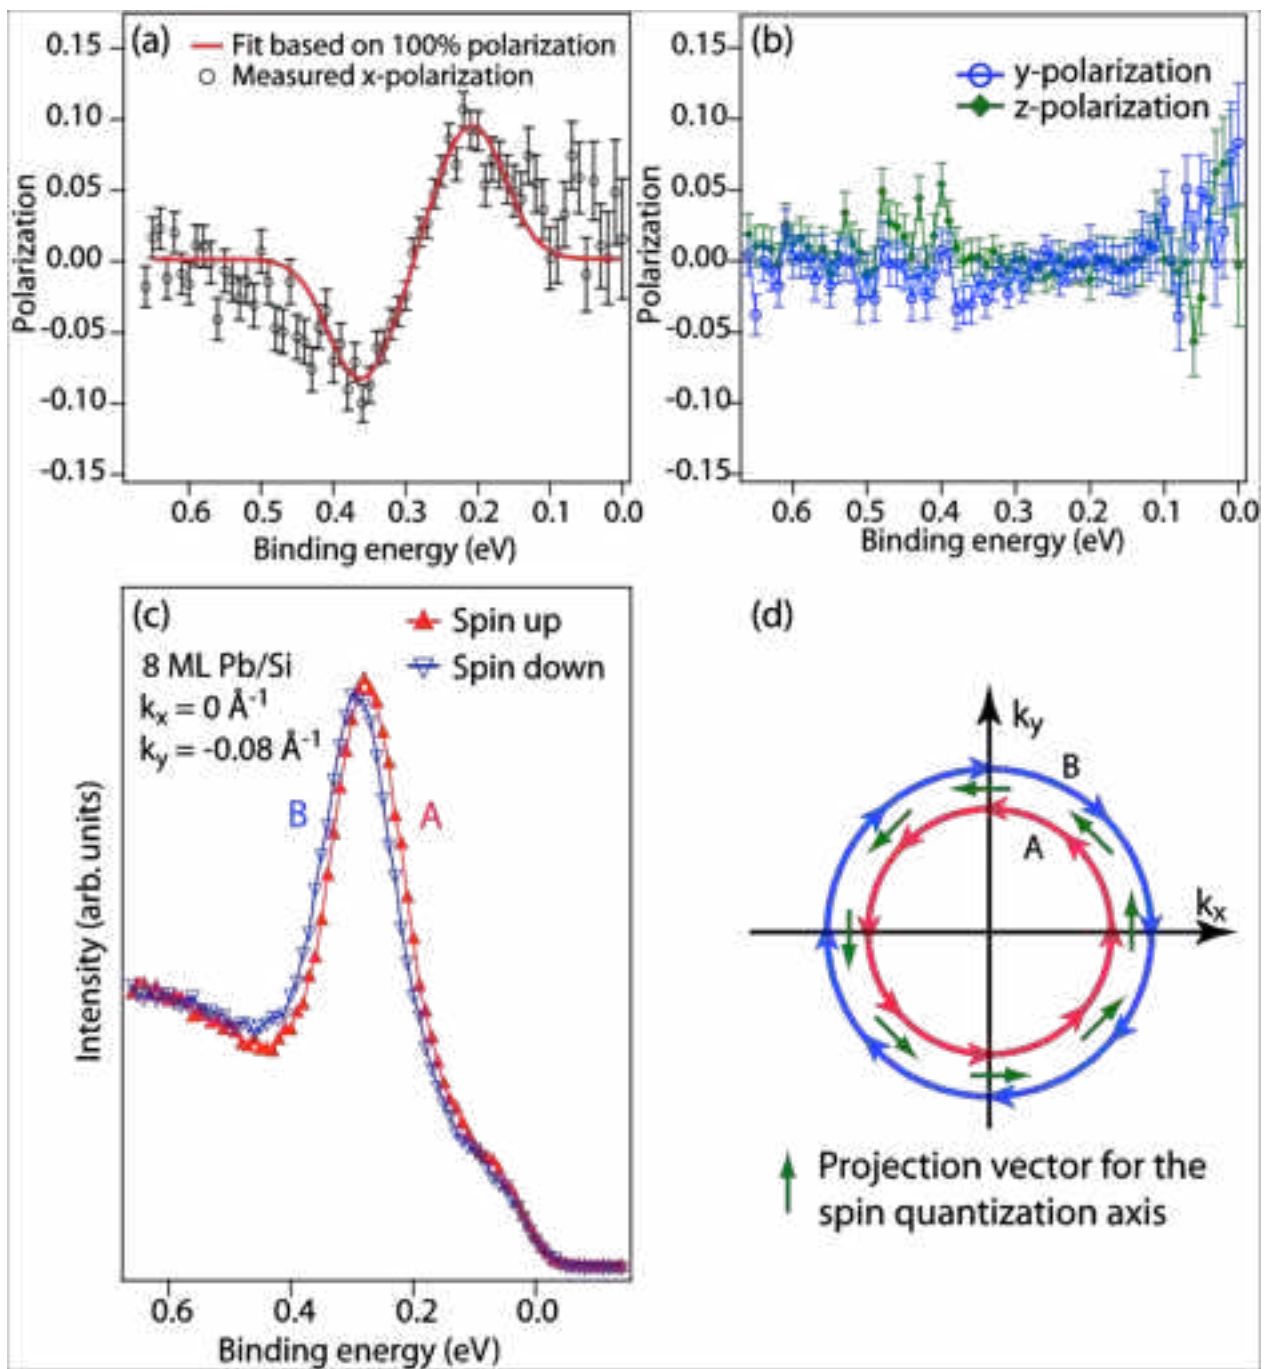 (a)
Fit based on 100% polarization
Measured x-polarization
0.15
0.10
0.05
0.00
-0.05
-0.10
-0.15
Polarization
0.6 0.5 0.4 0.3 0.2 0.1 0.0
Binding energy (eV)
(b)
y-polarization
z-polarization
0.15
0.10
0.05
0.00
-0.05
-0.10
-0.15
Polarization
0.6 0.5 0.4 0.3 0.2 0.1 0.0
Binding energy (eV)
(c)
Spin up
Spin down
8 ML Pb/Si
kx = 0 Å-1
ky = -0.08 Å-1
B
A
Intensity (arb. units)
0.6 0.4 0.2 0.0
Binding energy (eV)
(d)
ky
B
A
kx
Projection vector for the
spin quantization axis